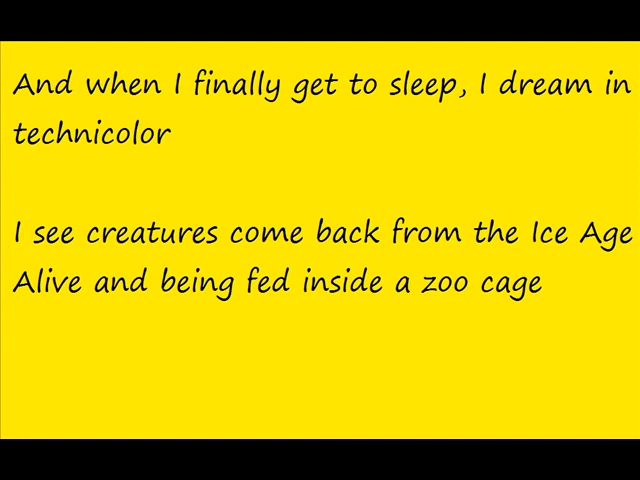 And when I finally get to sleep, I dream in
technicolor
I see creatures come back from the Ice Age
Alive and being fed inside a zoo cage